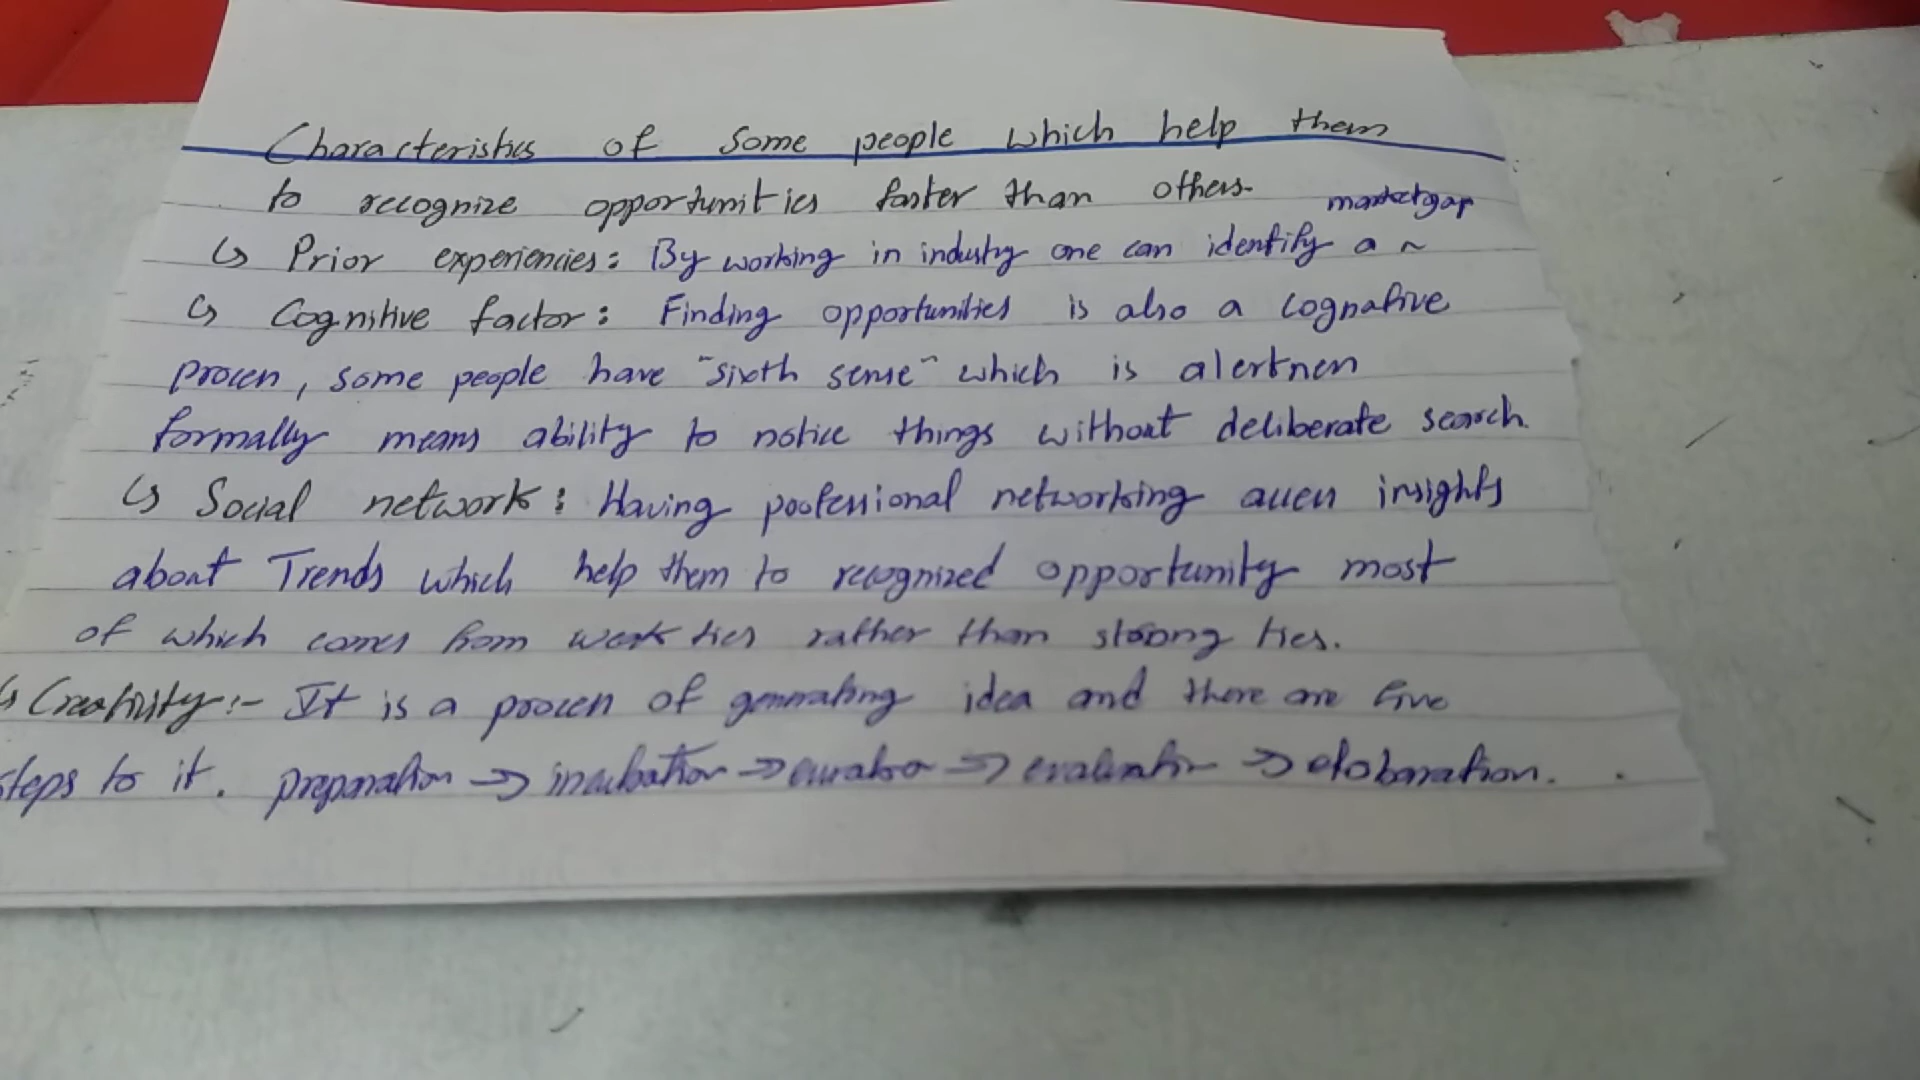 Characteristics of some people which help them
to recognize opportunities faster than others.
market gap
↳ Prior experiencies: By working in industry one can identify a ~
↳ Cognitive factor: Finding opportunities is also a cognative
process, some people have "sixth sense" which is alertness
formally means ability to notice things without deliberate search.
↳ Social network: Having professional networking access insights
about Trends which help them to recognized opportunity most
of which comes from weak ties rather than strong ties.
↳ Creativity:- It is a process of generating idea and there are five
steps to it. preparation → incubation → → evaluation → elobaration.